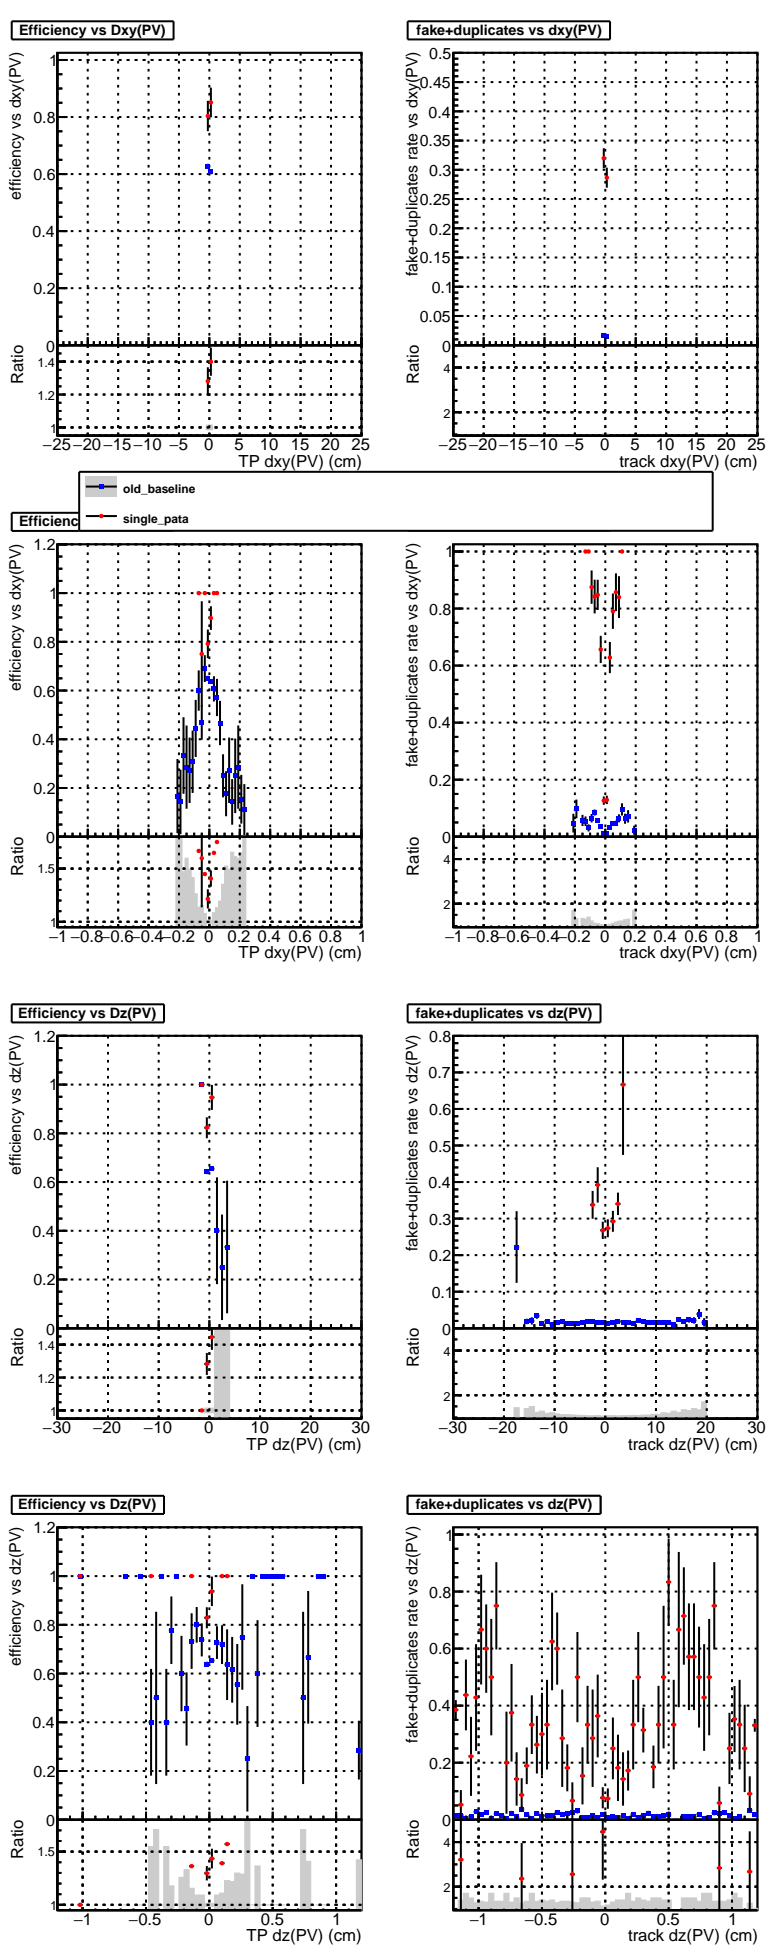 Efficiency vs Dxy(PV)
fake+duplicates vs dxy(PV)
efficiency vs dxy(PV)
1
0.8
0.6
0.4
0.2
0
Ratio
1.4
1.2
1
−25 −20 −15 −10 −5 0 5 10 15 20 25
TP dxy(PV) (cm)
fake+duplicates rate vs dxy(PV)
0.5
0.45
0.4
0.35
0.3
0.25
0.2
0.15
0.1
0.05
0
Ratio
4
2
−25 −20 −15 −10 −5 0 5 10 15 20 25
track dxy(PV) (cm)
old_baseline
single_pata
Efficienc
efficiency vs dxy(PV)
1.2
1
0.8
0.6
0.4
0.2
0
Ratio
1.5
1
−1 −0.8 −0.6 −0.4 −0.2 0 0.2 0.4 0.6 0.8 1
TP dxy(PV) (cm)
fake+duplicates rate vs dxy(PV)
1
0.8
0.6
0.4
0.2
0
Ratio
4
2
−1 −0.8 −0.6 −0.4 −0.2 0 0.2 0.4 0.6 0.8 1
track dxy(PV) (cm)
Efficiency vs Dz(PV)
fake+duplicates vs dz(PV)
efficiency vs dz(PV)
1.2
1
0.8
0.6
0.4
0.2
0
Ratio
1.4
1.2
1
−30 −20 −10 0 10 20 30
TP dz(PV) (cm)
fake+duplicates rate vs dz(PV)
0.8
0.7
0.6
0.5
0.4
0.3
0.2
0.1
0
Ratio
4
2
−30 −20 −10 0 10 20 30
track dz(PV) (cm)
Efficiency vs Dz(PV)
fake+duplicates vs dz(PV)
efficiency vs dz(PV)
1.2
1
0.8
0.6
0.4
0.2
0
Ratio
1.5
1
−1 −0.5 0 0.5 1
TP dz(PV) (cm)
fake+duplicates rate vs dz(PV)
1
0.8
0.6
0.4
0.2
0
Ratio
4
2
−1 −0.5 0 0.5 1
track dz(PV) (cm)